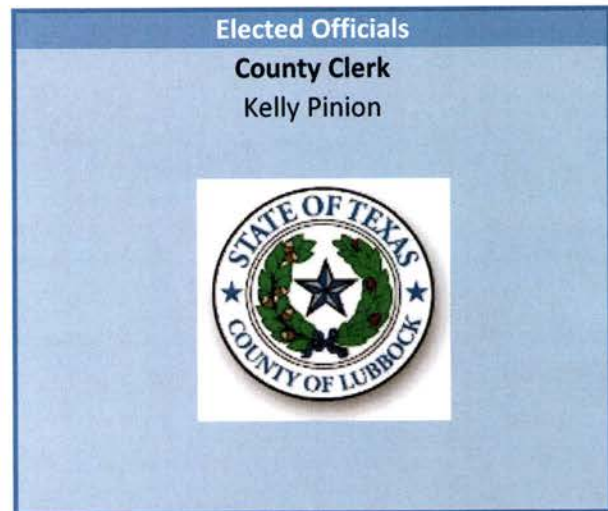 Elected Officials
County Clerk
Kelly Pinion
STATE OF TEXAS
COUNTY OF LUBBOCK